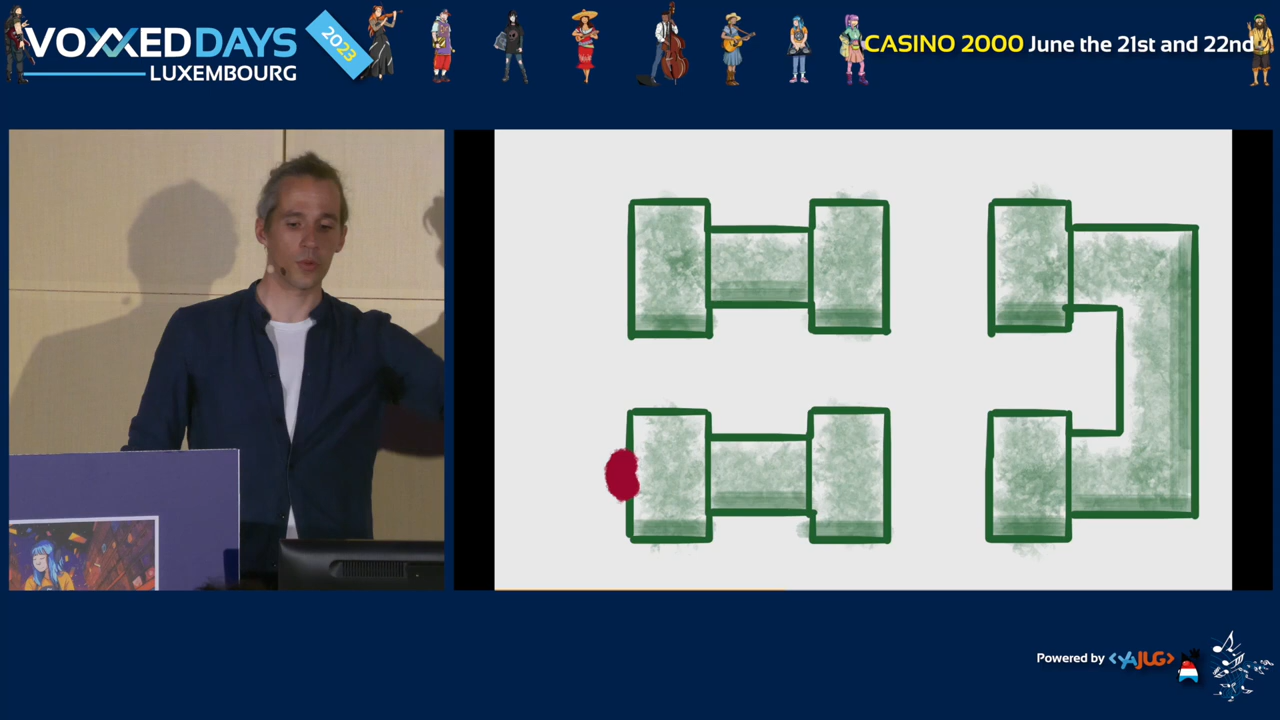 VOXXEDDAYS
LUXEMBOURG
2023
CASINO 2000 June the 21st and 22nd
Powered by <YAJUG>